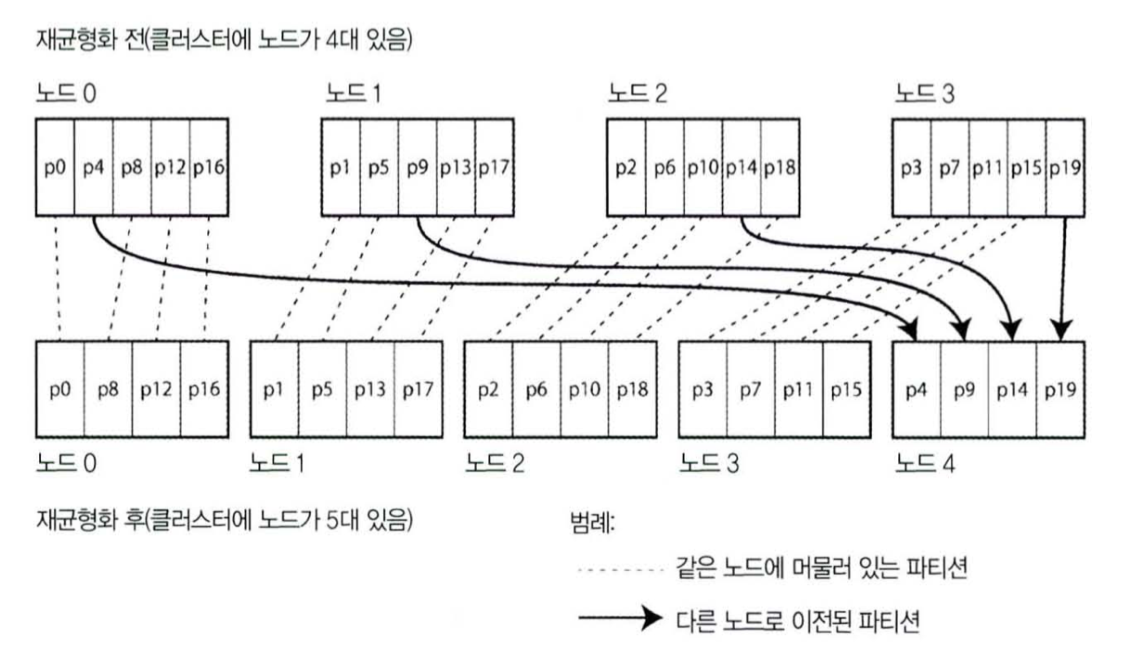 재균형화 전(클러스터에 노드가 4대 있음)
노드 0 노드 1 노드 2 노드 3
p0 p4 p8 p12 p16 p1 p5 p9 p13 p17 p2 p6 p10 p14 p18 p3 p7 p11 p15 p19
p0 p8 p12 p16 p1 p5 p13 p17 p2 p6 p10 p18 p3 p7 p11 p15 p4 p9 p14 p19
노드 0 노드 1 노드 2 노드 3 노드 4
재균형화 후(클러스터에 노드가 5대 있음)
범례:
같은 노드에 머물러 있는 파티션
다른 노드로 이전된 파티션